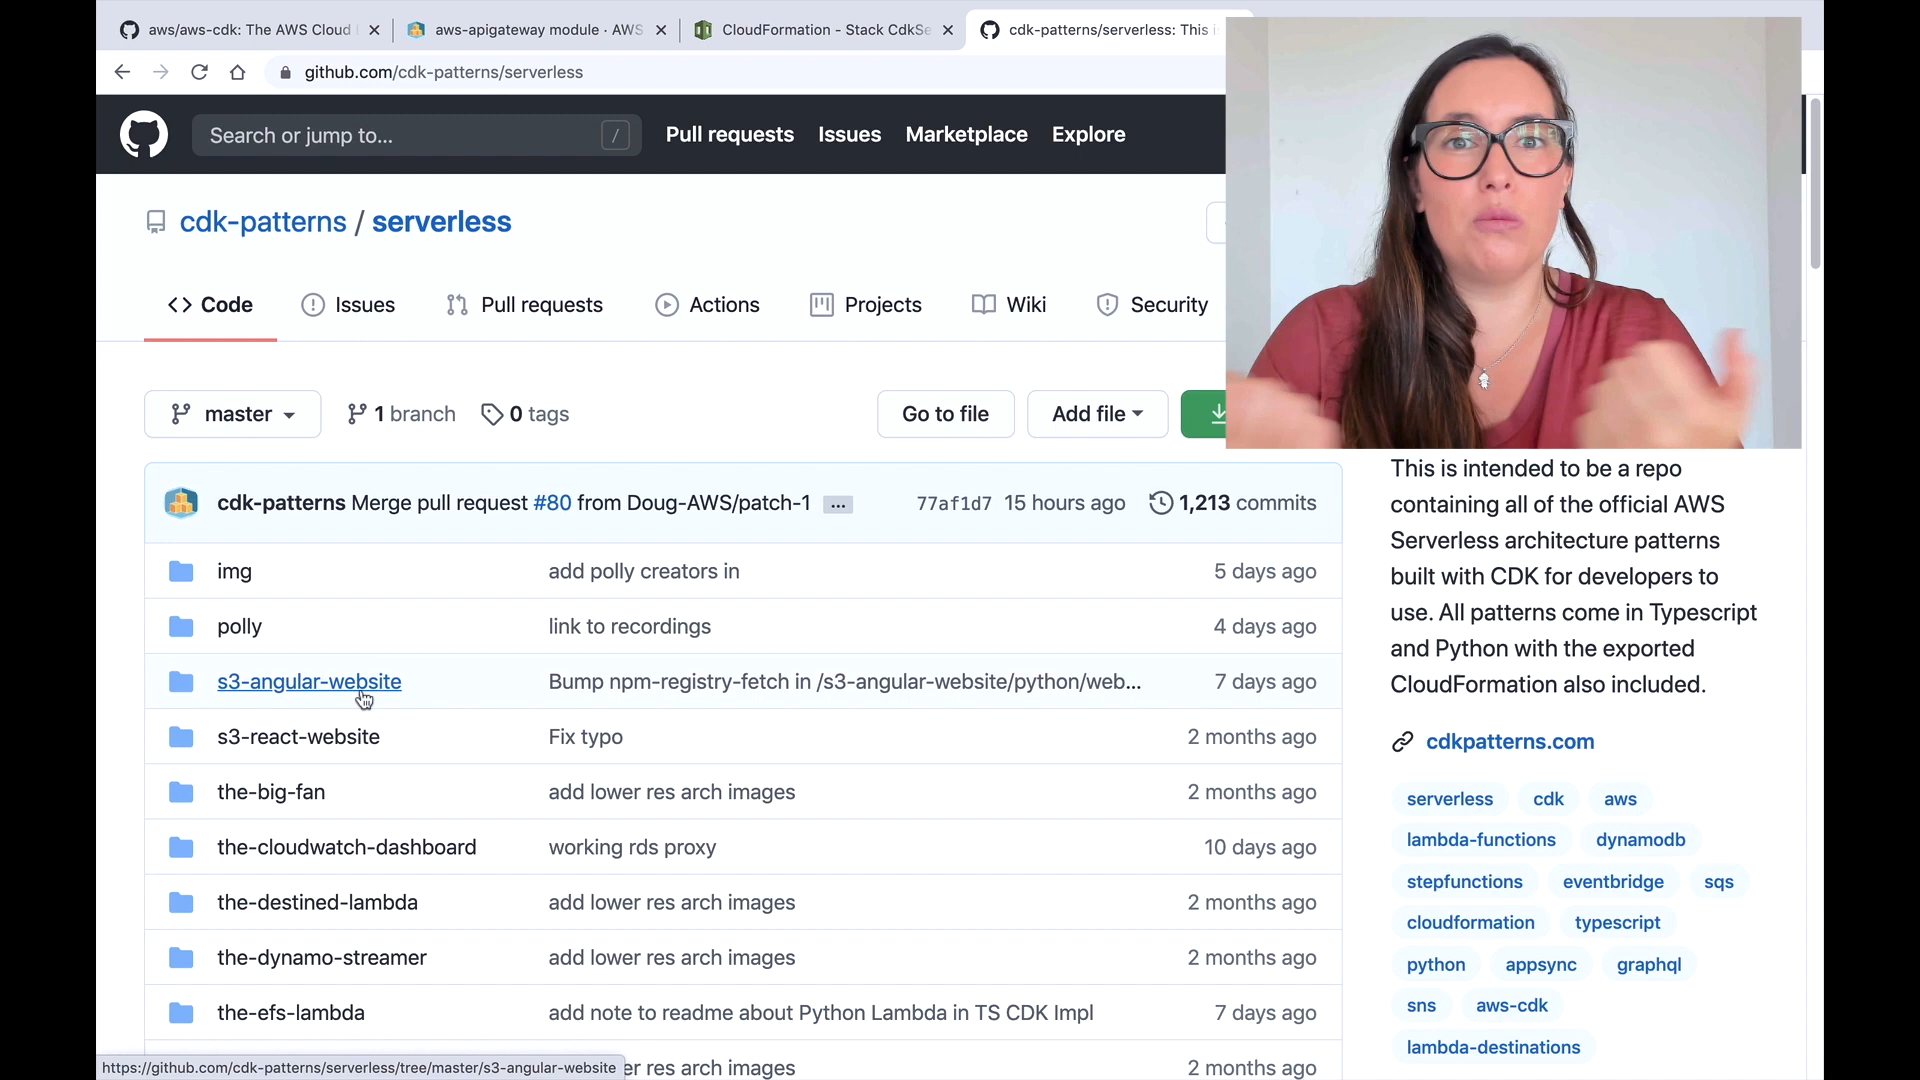 aws/aws-cdk: The AWS Cloud
aws-apigateway module · AWS
CloudFormation - Stack CdkSe
cdk-patterns/serverless: This i
github.com/cdk-patterns/serverless
Search or jump to...
/
Pull requests
Issues
Marketplace
Explore
cdk-patterns / serverless
Code
Issues
Pull requests
Actions
Projects
Wiki
Security
master
1 branch
0 tags
Go to file
Add file
cdk-patterns Merge pull request #80 from Doug-AWS/patch-1 ...
77af1d7 15 hours ago
1,213 commits
img
add polly creators in
5 days ago
polly
link to recordings
4 days ago
s3-angular-website
Bump npm-registry-fetch in /s3-angular-website/python/web...
7 days ago
s3-react-website
Fix typo
2 months ago
the-big-fan
add lower res arch images
2 months ago
the-cloudwatch-dashboard
working rds proxy
10 days ago
the-destined-lambda
add lower res arch images
2 months ago
the-dynamo-streamer
add lower res arch images
2 months ago
the-efs-lambda
add note to readme about Python Lambda in TS CDK Impl
7 days ago
er res arch images
2 months ago
This is intended to be a repo
containing all of the official AWS
Serverless architecture patterns
built with CDK for developers to
use. All patterns come in Typescript
and Python with the exported
CloudFormation also included.
cdkpatterns.com
serverless
cdk
aws
lambda-functions
dynamodb
stepfunctions
eventbridge
sqs
cloudformation
typescript
python
appsync
graphql
sns
aws-cdk
lambda-destinations
https://github.com/cdk-patterns/serverless/tree/master/s3-angular-website